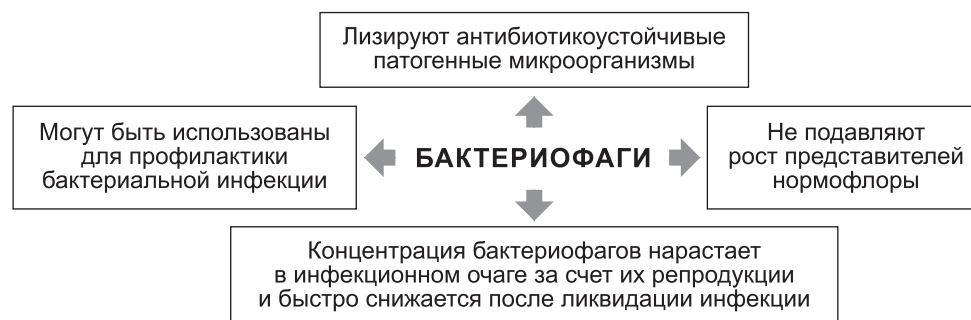 Лизируют антибиотикоустойчивые
патогенные микроорганизмы
Могут быть использованы
для профилактики
бактериальной инфекции
БАКТЕРИОФАГИ
Не подавляют
рост представителей
нормофлоры
Концентрация бактериофагов нарастает
в инфекционном очаге за счет их репродукции
и быстро снижается после ликвидации инфекции